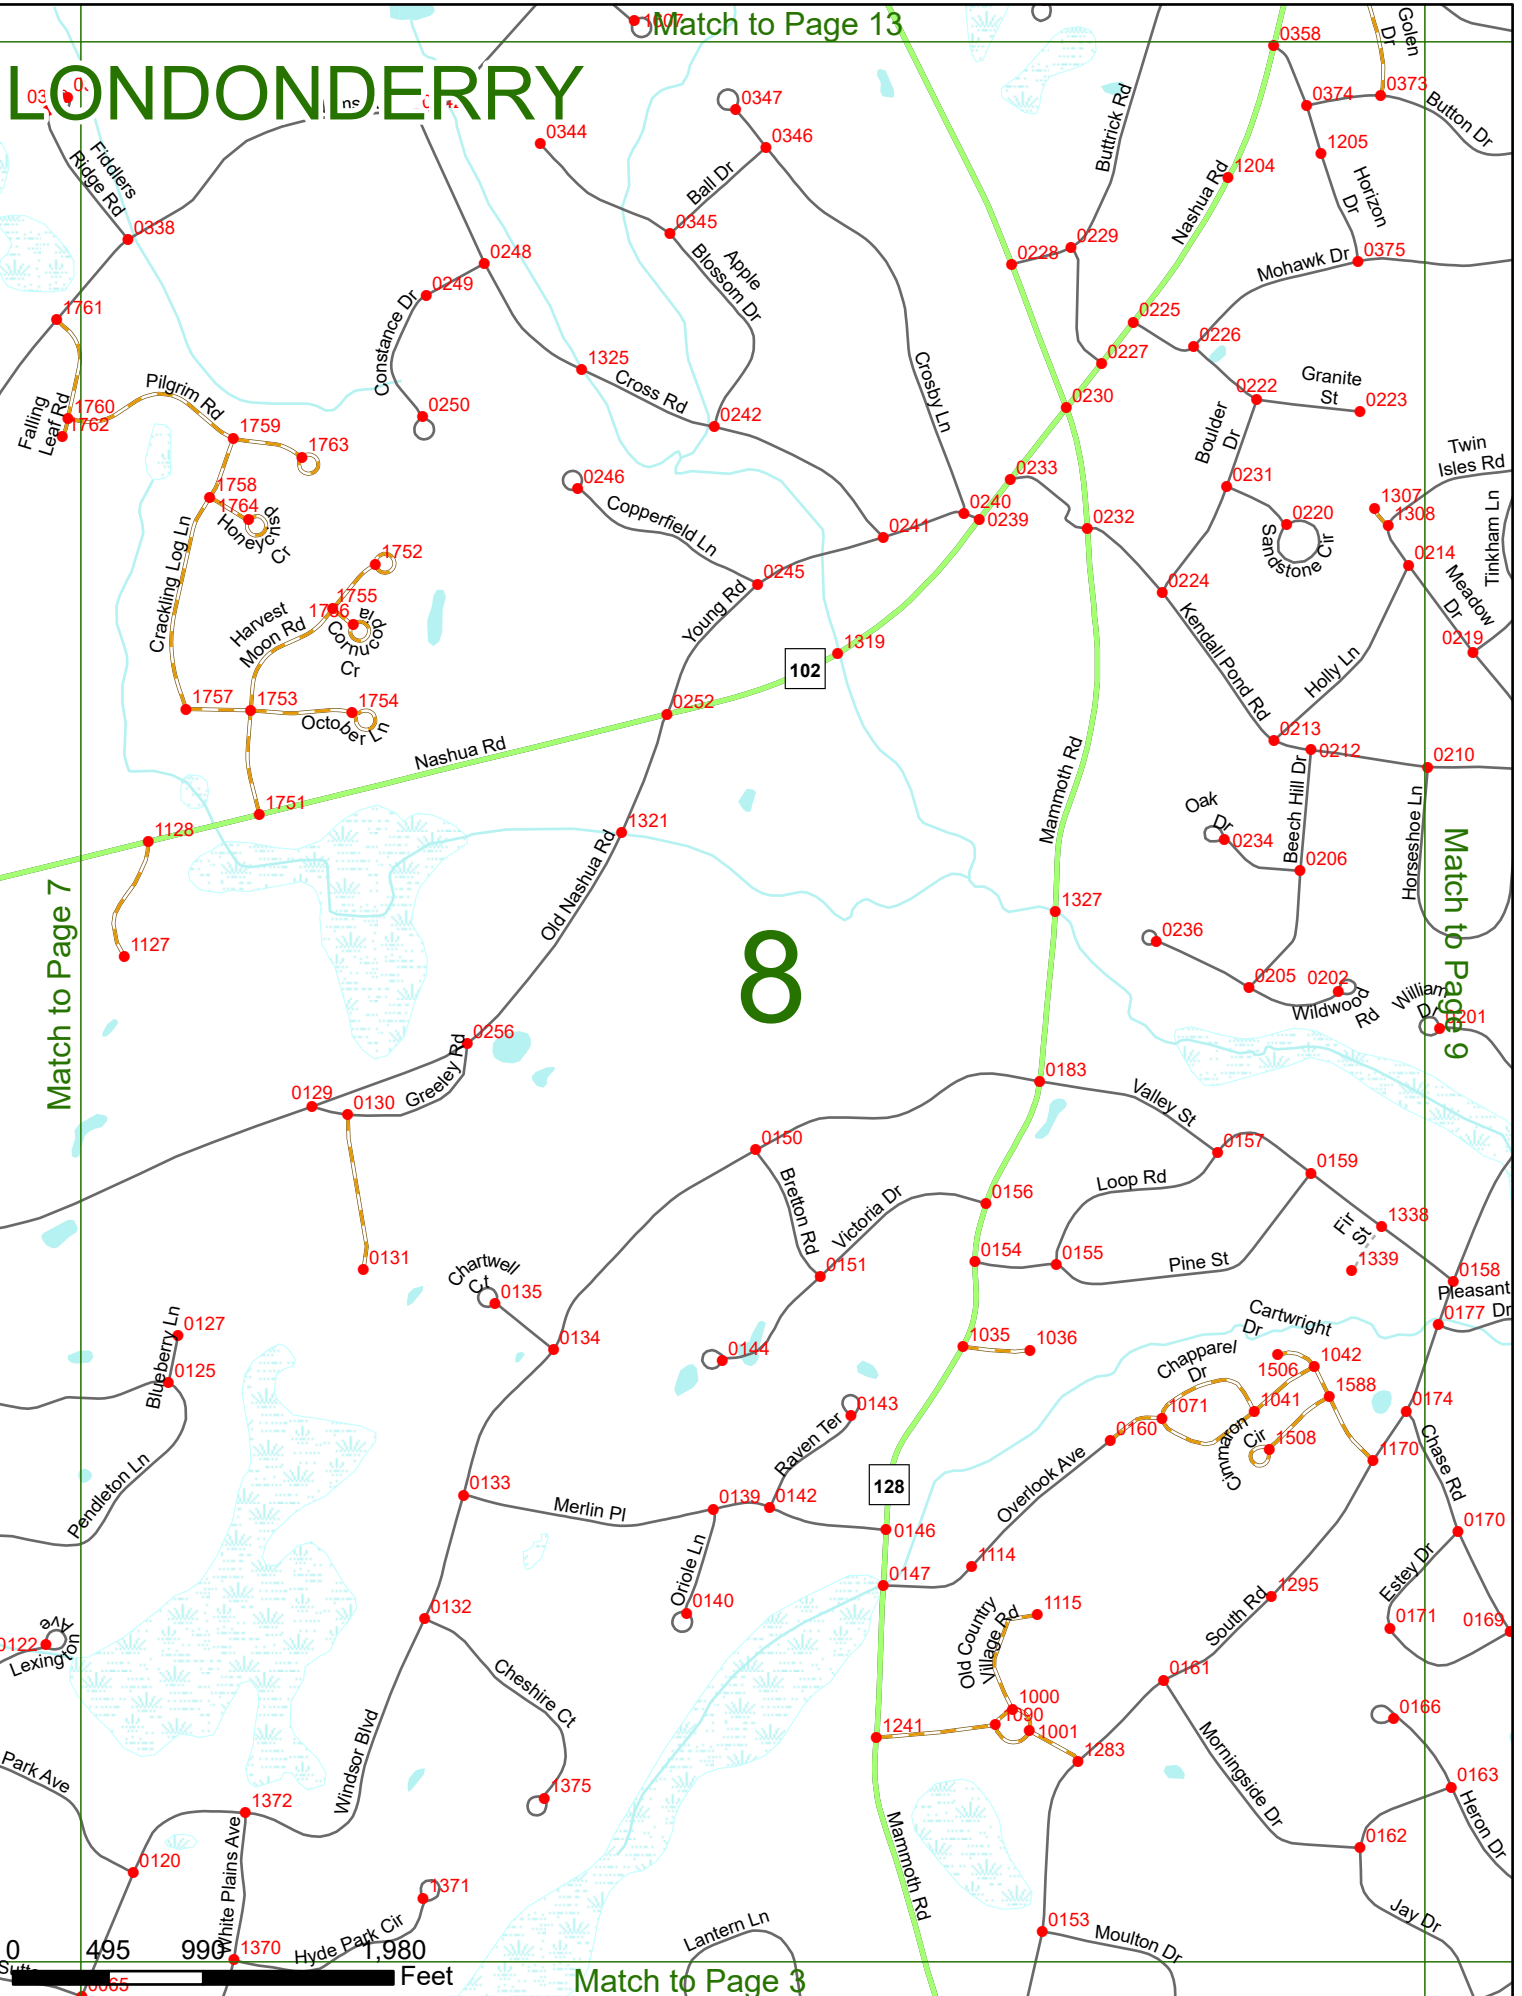 Match to Page 13
1607
LONDONDERRY
0358
Golen
Dr
0373
0374
Button Dr
1205
Horizon
Dr
1204
Nashua Rd
Buttrick Rd
0347
0346
0344
Ball Dr
0345
Apple
Blossom Dr
Fiddlers
Ridge Rd
0338
0248
0249
Constance Dr
0228
0229
0375
Mohawk Dr
1761
0225
0226
0227
1325
Cross Rd
Crosby Ln
Pilgrim Rd
0250
0242
0230
0222
Granite
St
0223
Falling
Leaf Rd
1760
1762
1759
1763
Boulder
Dr
Twin
Isles Rd
0246
Copperfield Ln
0233
0231
1758
1764
Honey Crisp
Ct
0240
0239
0241
0232
0220
Sandstone Cir
1307
1308
Tinkham Ln
Crackling Log Ln
1752
0245
0214
Meadow
Dr
Harvest
Moon Rd
1755
1756
Cornucopia
Cr
Young Rd
0224
Kendall Pond Rd
0219
1319
102
Holly Ln
1757
1753
1754
October Ln
0252
0213
0212
0210
Nashua Rd
Mammoth Rd
1751
1128
1321
Oak
Dr
0234
Beech Hill Dr
0206
Horseshoe Ln
Match to Page 7
Match to Page 9
Old Nashua Rd
1327
1127
8
0236
0205
0202
Wildwood
Rd
William
Dr
0201
0256
Greeley Rd
0129
0130
0183
Valley St
0150
0157
0159
Bretton Rd
Victoria Dr
0156
Loop Rd
Fir
St
1338
0131
Chartwell
Ct
0135
0151
0154
0155
Pine St
1339
0158
Pleasant
Dr
0177
Blueberry Ln
0127
0134
0144
1035
1036
Cartwright
Dr
Chapparel
Dr
1506
1042
0125
1588
0143
1071
1041
0174
0160
Cimmaron
Cir
1508
1170
Chase Rd
Pendleton Ln
Raven Ter
Overlook Ave
128
0133
Merlin Pl
0139
0142
0146
0170
Oriole Ln
0147
1114
Estey Dr
1295
0140
0132
Old Country
Village Rd
1115
South Rd
0171
0169
0122
Lexington
Ave
Cheshire Ct
0161
1000
1090
1001
1241
1283
0166
Morningside Dr
Park Ave
Windsor Blvd
1375
0163
Heron Dr
1372
0120
White Plains Ave
Mammoth Rd
0162
1371
Hyde Park Cir
Jay Dr
1370
Lantern Ln
0153
Moulton Dr
0 495 990 1,980
Feet
0065
Match to Page 3